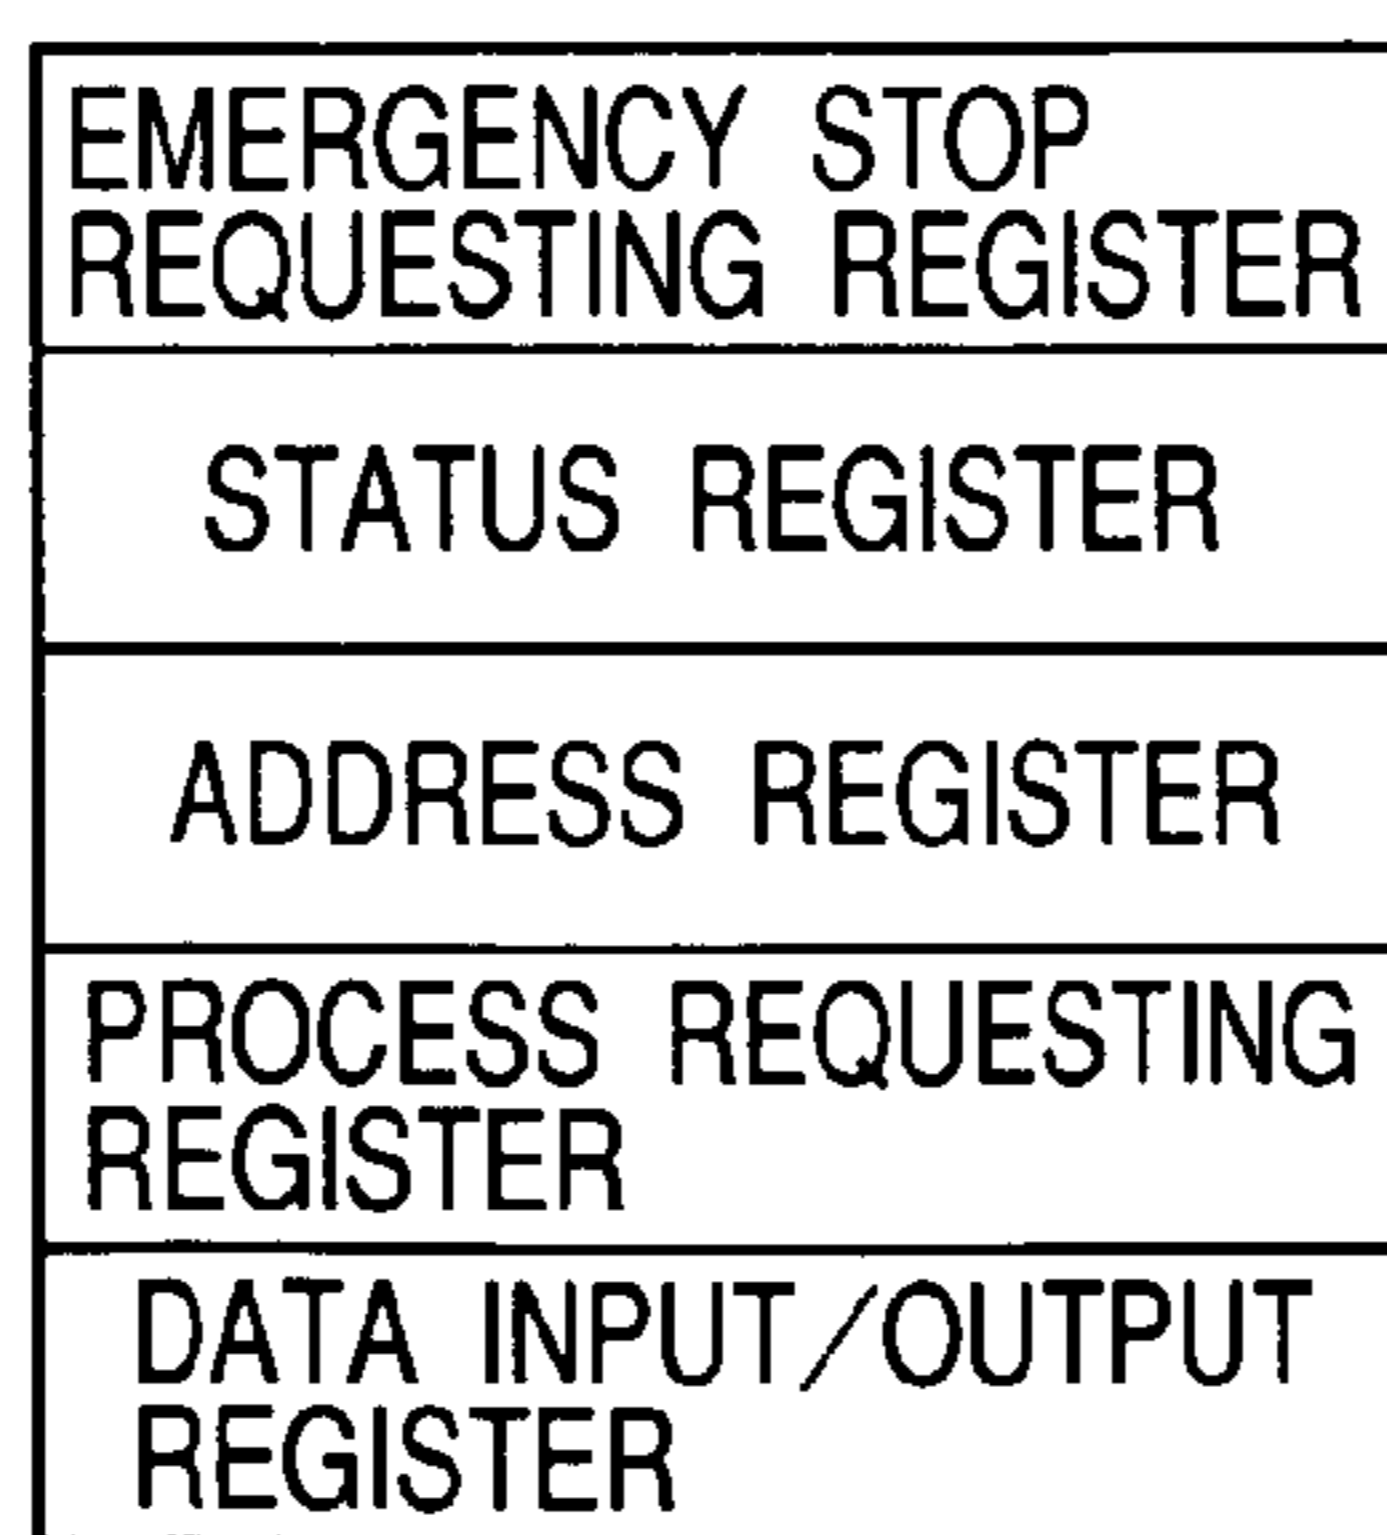 EMERGENCY STOP
REQUESTING REGISTER
STATUS REGISTER
ADDRESS REGISTER
PROCESS REQUESTING
REGISTER
DATA INPUT/OUTPUT
REGISTER